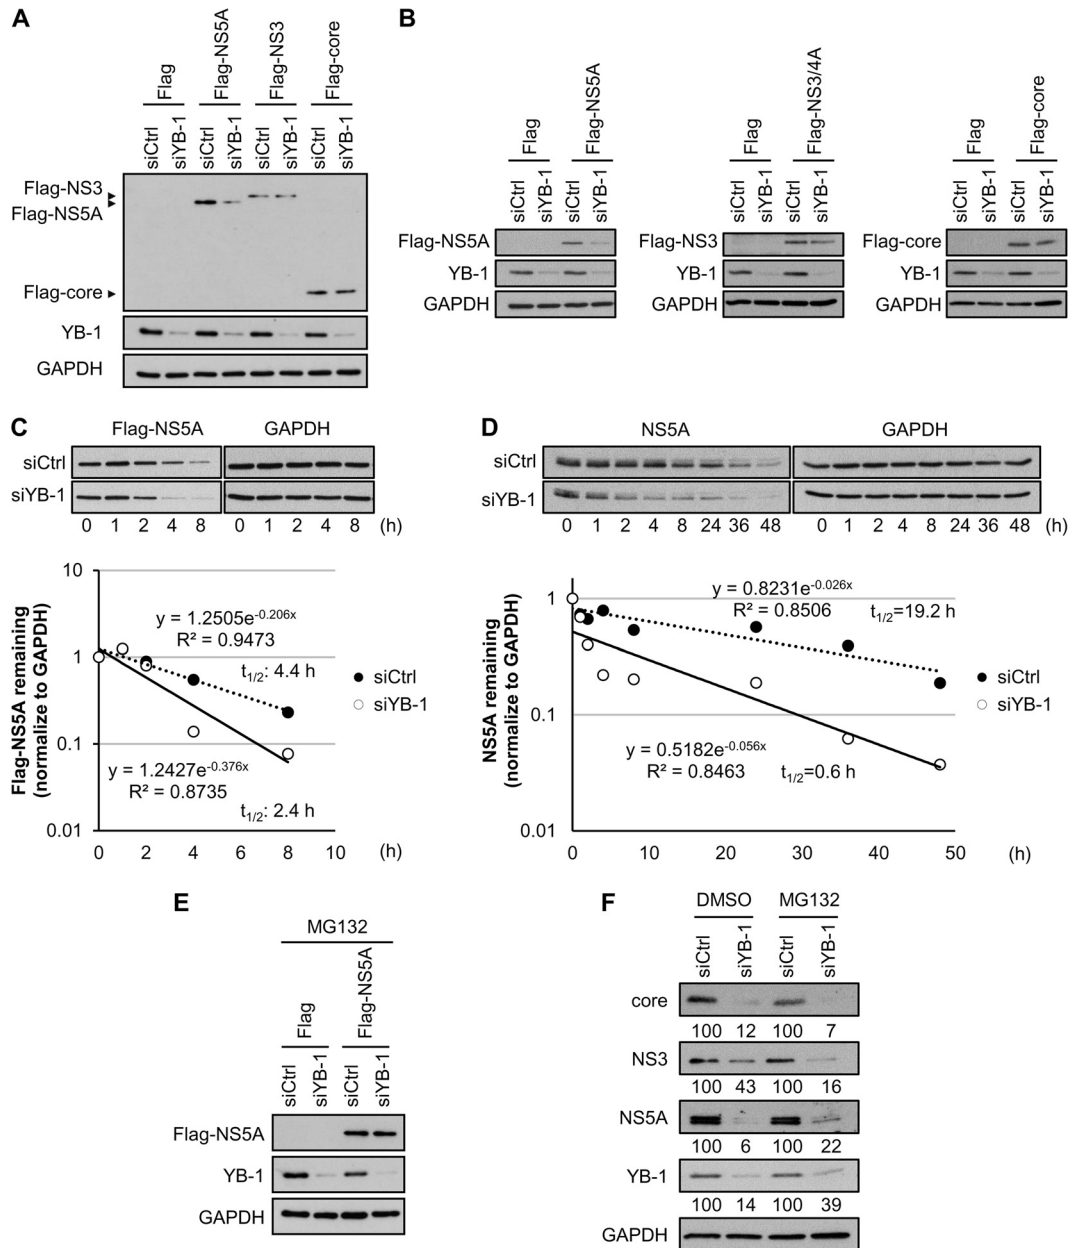 A
Flag
Flag-NS5A
Flag-NS3
Flag-core
siCtrl
siYB-1
siCtrl
siYB-1
siCtrl
siYB-1
siCtrl
siYB-1
Flag-NS3
Flag-NS5A
Flag-core
YB-1
GAPDH
B
Flag
Flag-NS5A
siCtrl
siYB-1
siCtrl
siYB-1
Flag-NS5A
YB-1
GAPDH
Flag
Flag-NS3/4A
siCtrl
siYB-1
siCtrl
siYB-1
Flag-NS3
YB-1
GAPDH
Flag
Flag-core
siCtrl
siYB-1
siCtrl
siYB-1
Flag-core
YB-1
GAPDH
C
Flag-NS5A GAPDH
siCtrl
siYB-1
0 1 2 4 8 0 1 2 4 8 (h)
Flag-NS5A remaining
(normalize to GAPDH)
10
1
0.1
0.01
y = 1.2505e^-0.206x
R² = 0.9473
t1/2: 4.4 h
y = 1.2427e^-0.376x
R² = 0.8735
t1/2: 2.4 h
siCtrl
siYB-1
0 2 4 6 8 10 (h)
D
NS5A GAPDH
siCtrl
siYB-1
0 1 2 4 8 24 36 48 0 1 2 4 8 24 36 48 (h)
NS5A remaining
(normalize to GAPDH)
1
0.1
0.01
y = 0.8231e^-0.026x
R² = 0.8506
t1/2=19.2 h
y = 0.5182e^-0.056x
R² = 0.8463
t1/2=0.6 h
siCtrl
siYB-1
0 10 20 30 40 50 (h)
E
MG132
Flag
Flag-NS5A
siCtrl
siYB-1
siCtrl
siYB-1
Flag-NS5A
YB-1
GAPDH
F
DMSO MG132
siCtrl
siYB-1
siCtrl
siYB-1
core
100 12 100 7
NS3
100 43 100 16
NS5A
100 6 100 22
YB-1
100 14 100 39
GAPDH